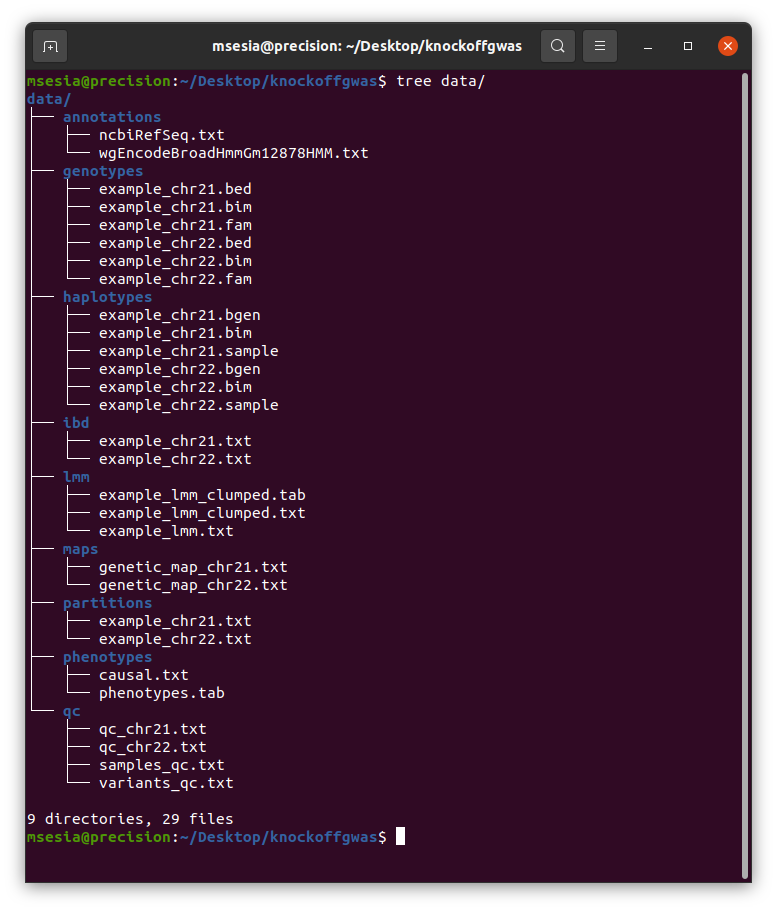 msesia@precision: ~/Desktop/knockoffgwas
msesia@precision:~/Desktop/knockoffgwas$ tree data/
data/
├── annotations
│   ├── ncbiRefSeq.txt
│   └── wgEncodeBroadHmmGm12878HMM.txt
├── genotypes
│   ├── example_chr21.bed
│   ├── example_chr21.bim
│   ├── example_chr21.fam
│   ├── example_chr22.bed
│   ├── example_chr22.bim
│   └── example_chr22.fam
├── haplotypes
│   ├── example_chr21.bgen
│   ├── example_chr21.bim
│   ├── example_chr21.sample
│   ├── example_chr22.bgen
│   ├── example_chr22.bim
│   └── example_chr22.sample
├── ibd
│   ├── example_chr21.txt
│   └── example_chr22.txt
├── lmm
│   ├── example_lmm_clumped.tab
│   ├── example_lmm_clumped.txt
│   └── example_lmm.txt
├── maps
│   ├── genetic_map_chr21.txt
│   └── genetic_map_chr22.txt
├── partitions
│   ├── example_chr21.txt
│   └── example_chr22.txt
├── phenotypes
│   ├── causal.txt
│   └── phenotypes.tab
└── qc
    ├── qc_chr21.txt
    ├── qc_chr22.txt
    ├── samples_qc.txt
    └── variants_qc.txt

9 directories, 29 files
msesia@precision:~/Desktop/knockoffgwas$